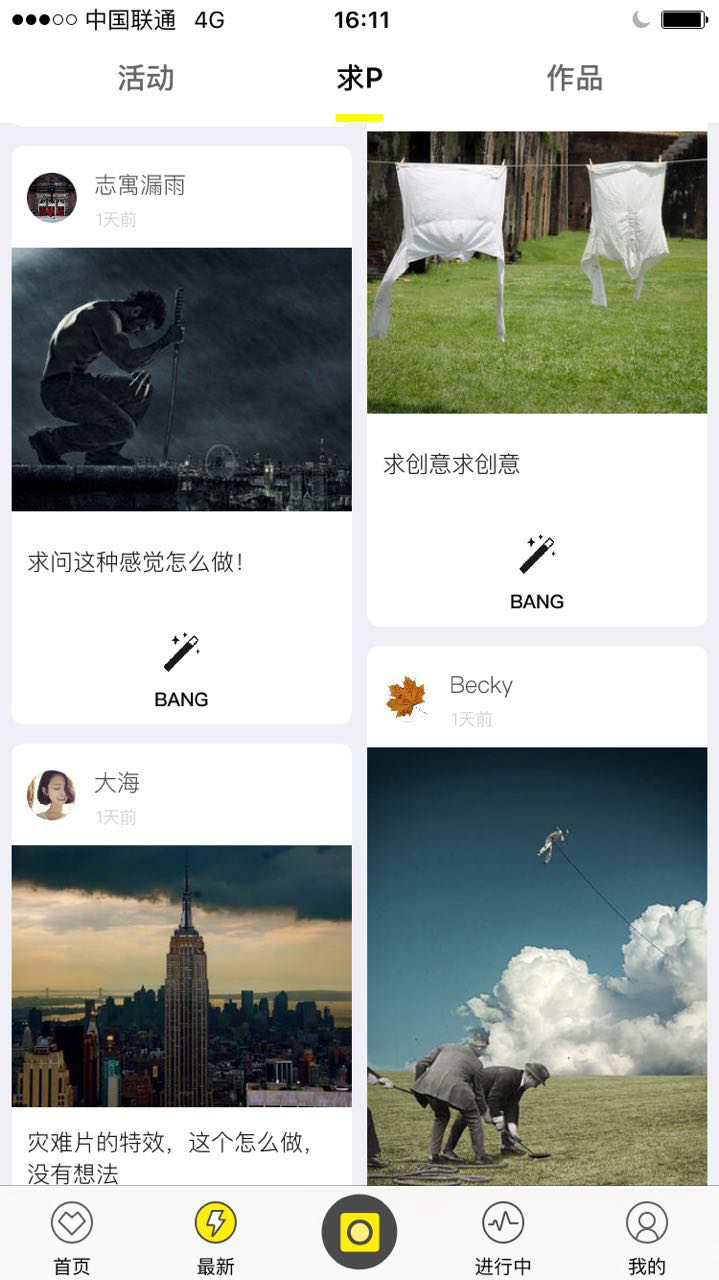 中国联通 4G 16:11
活动 求P 作品
志寓漏雨
1天前
求问这种感觉怎么做！
BANG
大海
1天前
灾难片的特效，这个怎么做，
没有想法
求创意求创意
BANG
Becky
1天前
首页 最新 进行中 我的